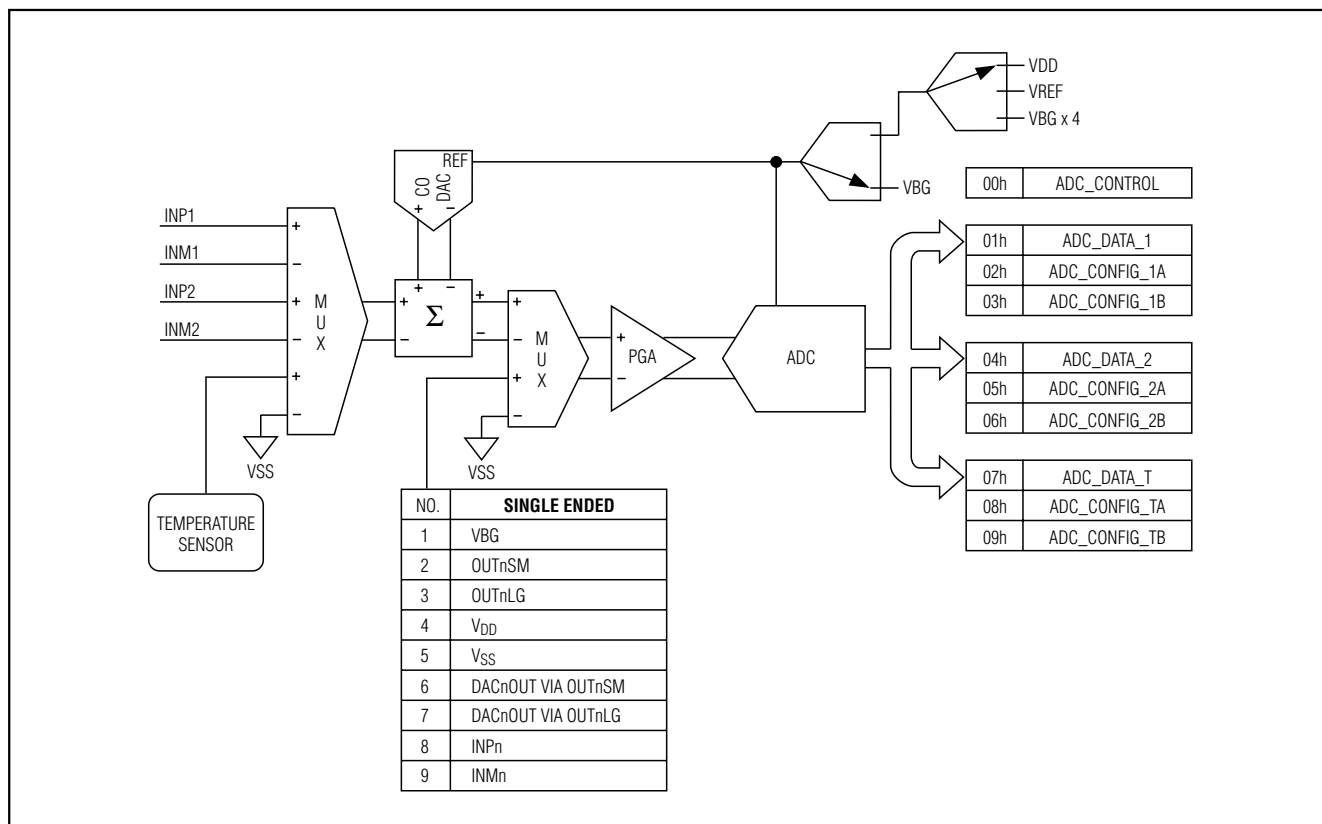 VDD
VREF
VBG x 4
VBG
REF
CO
DAC
+ −
INP1
INM1
INP2
INM2
+
−
+
−
+
−
MUX
VSS
TEMPERATURE
SENSOR
+ −
+
−
Σ
+
−
+
−
+
−
MUX
VSS
+
−
PGA
ADC
00h ADC_CONTROL
01h ADC_DATA_1
02h ADC_CONFIG_1A
03h ADC_CONFIG_1B
04h ADC_DATA_2
05h ADC_CONFIG_2A
06h ADC_CONFIG_2B
07h ADC_DATA_T
08h ADC_CONFIG_TA
09h ADC_CONFIG_TB
NO. SINGLE ENDED
1 VBG
2 OUTnSM
3 OUTnLG
4 VDD
5 VSS
6 DACnOUT VIA OUTnSM
7 DACnOUT VIA OUTnLG
8 INPn
9 INMn